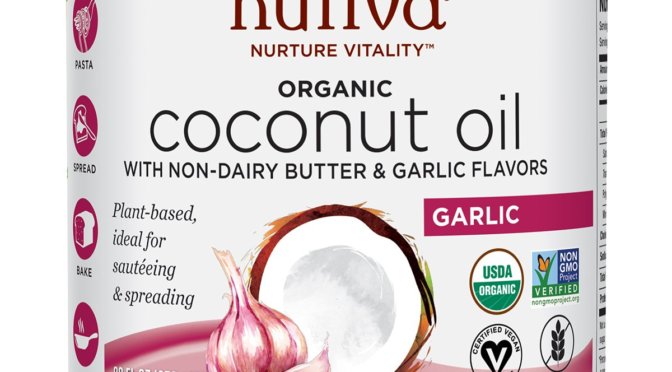 nutiva
NURTURE VITALITY™
ORGANIC
coconut oil
WITH NON-DAIRY BUTTER & GARLIC FLAVORS
GARLIC
Plant-based,
ideal for
sautéeing
& spreading
PASTA
SPREAD
BAKE
USDA
ORGANIC
NON
GMO
Project
VERIFIED
nongmoproject.org
CERTIFIED VEGAN
V